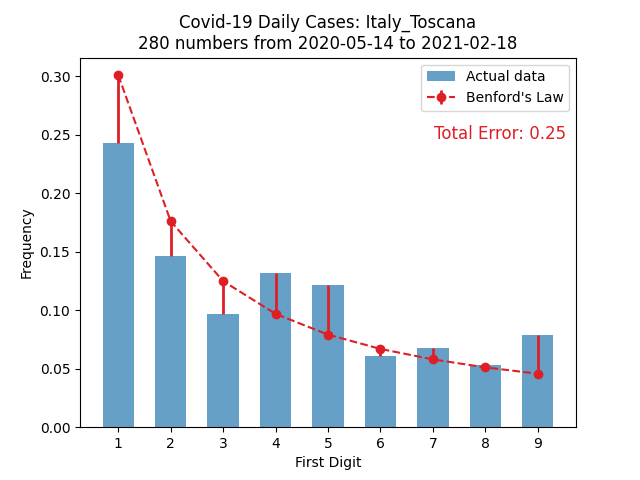 Covid-19 Daily Cases: Italy_Toscana
280 numbers from 2020-05-14 to 2021-02-18
Actual data
Benford's Law
Total Error: 0.25
Frequency
0.30
0.25
0.20
0.15
0.10
0.05
0.00
1 2 3 4 5 6 7 8 9
First Digit